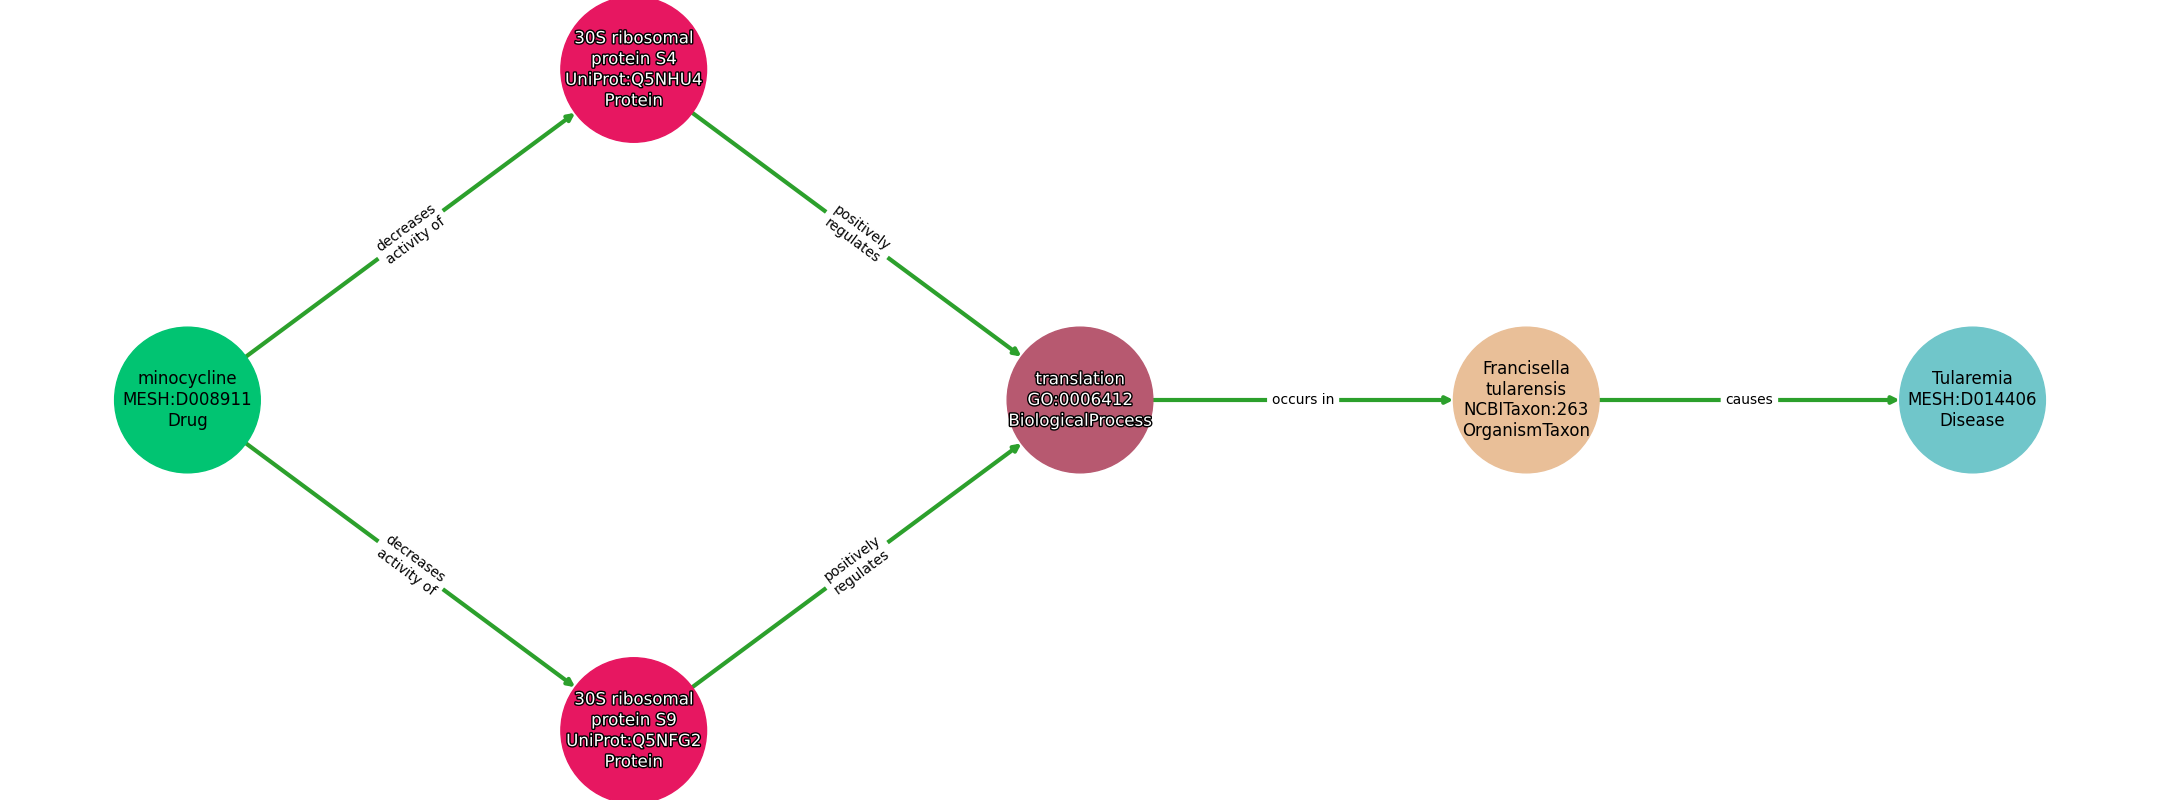 30S ribosomal
protein S4
UniProt:Q5NHU4
Protein
decreases
activity of
positively
regulates
minocycline
MESH:D008911
Drug
translation
GO:0006412
BiologicalProcess
occurs in
Francisella
tularensis
NCBITaxon:263
OrganismTaxon
causes
Tularemia
MESH:D014406
Disease
decreases
activity of
positively
regulates
30S ribosomal
protein S9
UniProt:Q5NFG2
Protein